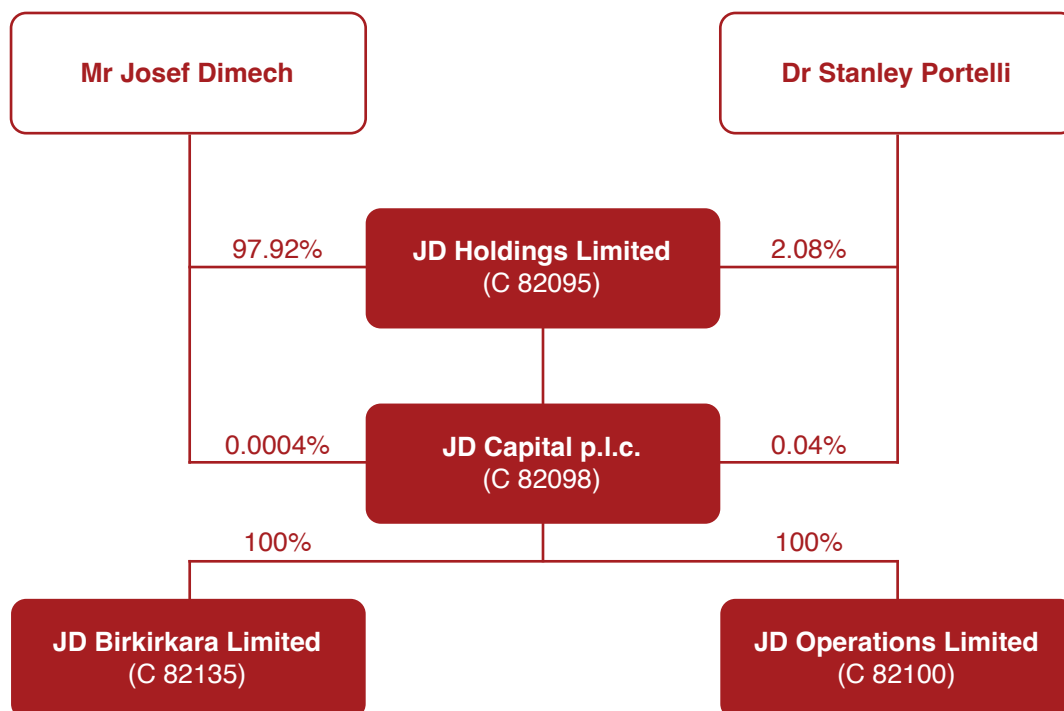 Mr Josef Dimech
Dr Stanley Portelli
97.92%
JD Holdings Limited
(C 82095)
2.08%
0.0004%
JD Capital p.l.c.
(C 82098)
0.04%
100%
100%
JD Birkirkara Limited
(C 82135)
JD Operations Limited
(C 82100)